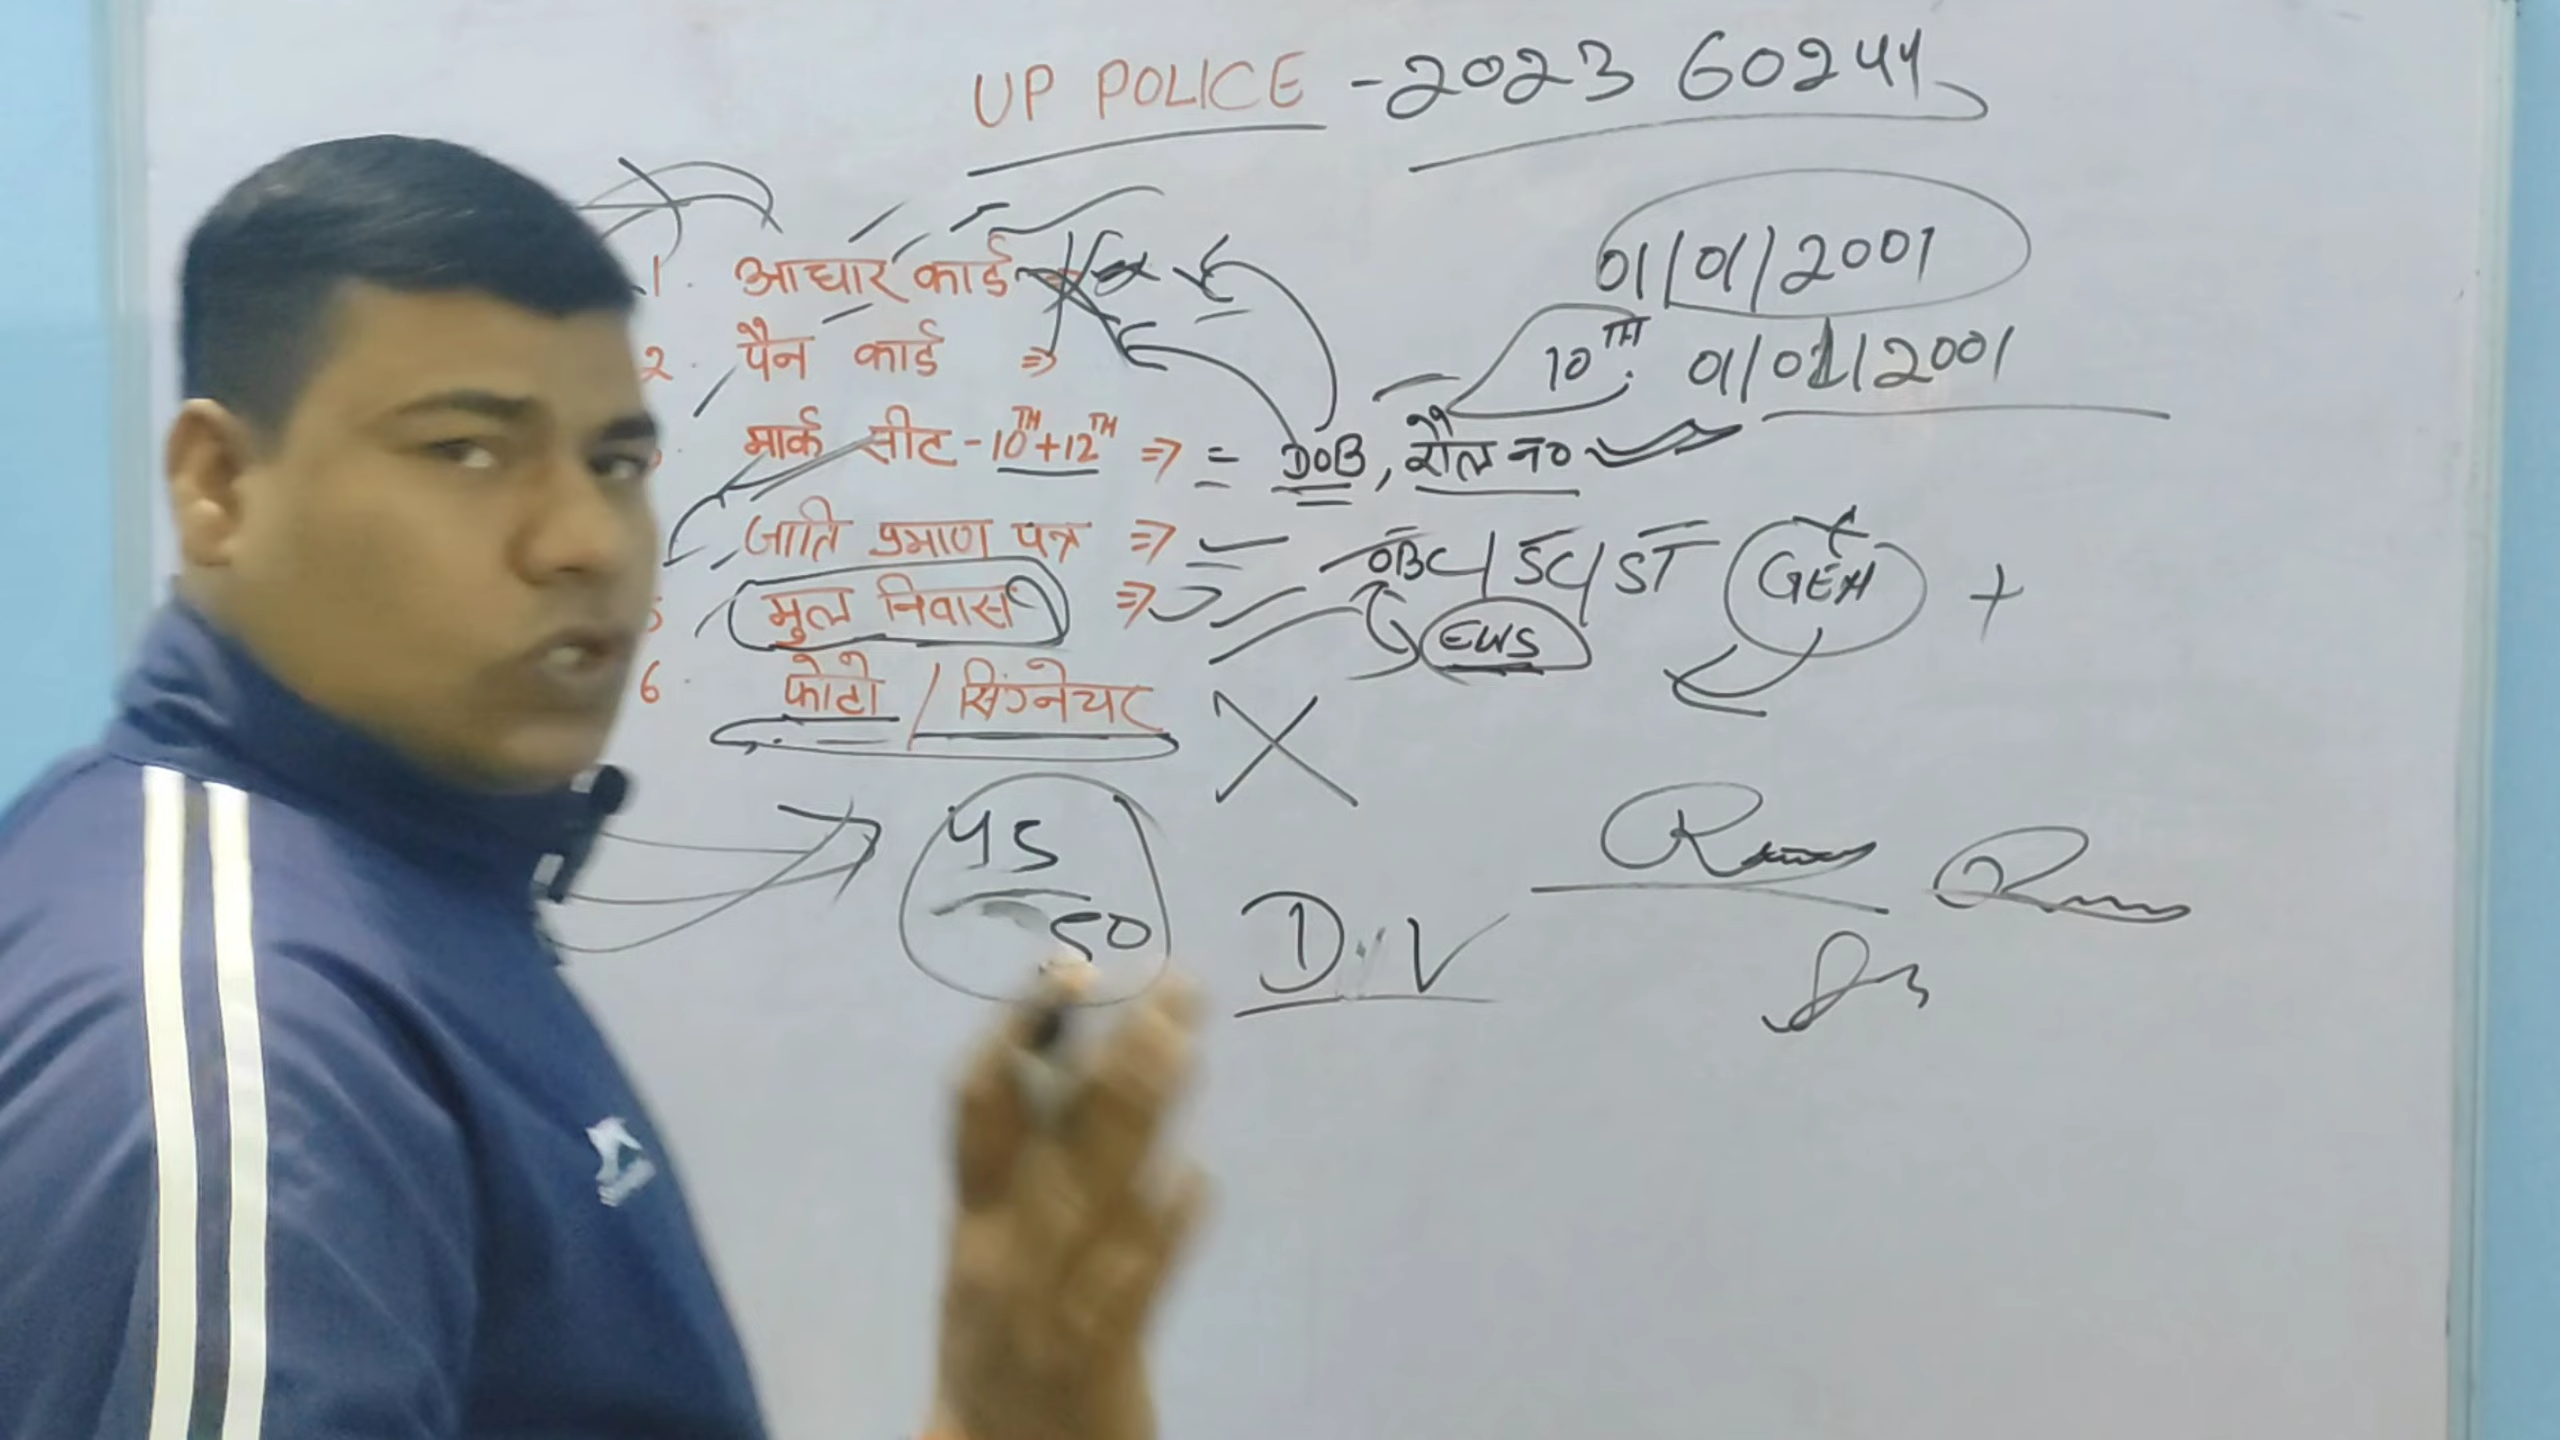 UP POLICE - 2023 60244
01/01/2001
1. आधार कार्ड
2. पैन कार्ड ⇒
10TH. 01/01/2001
मार्क सीट - 10TH+12TH ⇒ = DOB, रौल न०
जाति प्रमाण पत्र ⇒ OBC/SC/ST GEN +
5 मुल निवास ⇒ EWS
6. फोटो / सिंग्नेचर
45
50
D.V